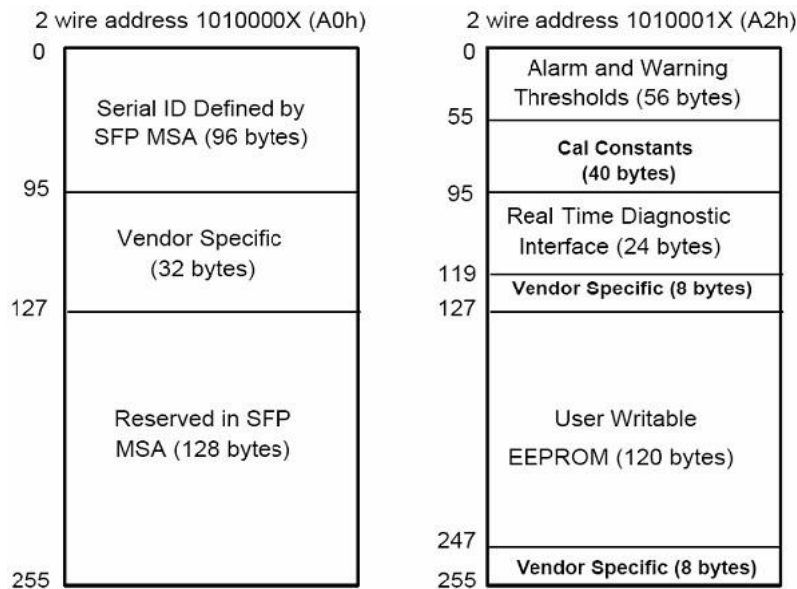 2 wire address 1010000X (A0h)
0
Serial ID Defined by
SFP MSA (96 bytes)
95
Vendor Specific
(32 bytes)
127
Reserved in SFP
MSA (128 bytes)
255
2 wire address 1010001X (A2h)
0
Alarm and Warning
Thresholds (56 bytes)
55
Cal Constants
(40 bytes)
95
Real Time Diagnostic
Interface (24 bytes)
119
Vendor Specific (8 bytes)
127
User Writable
EEPROM (120 bytes)
247
Vendor Specific (8 bytes)
255